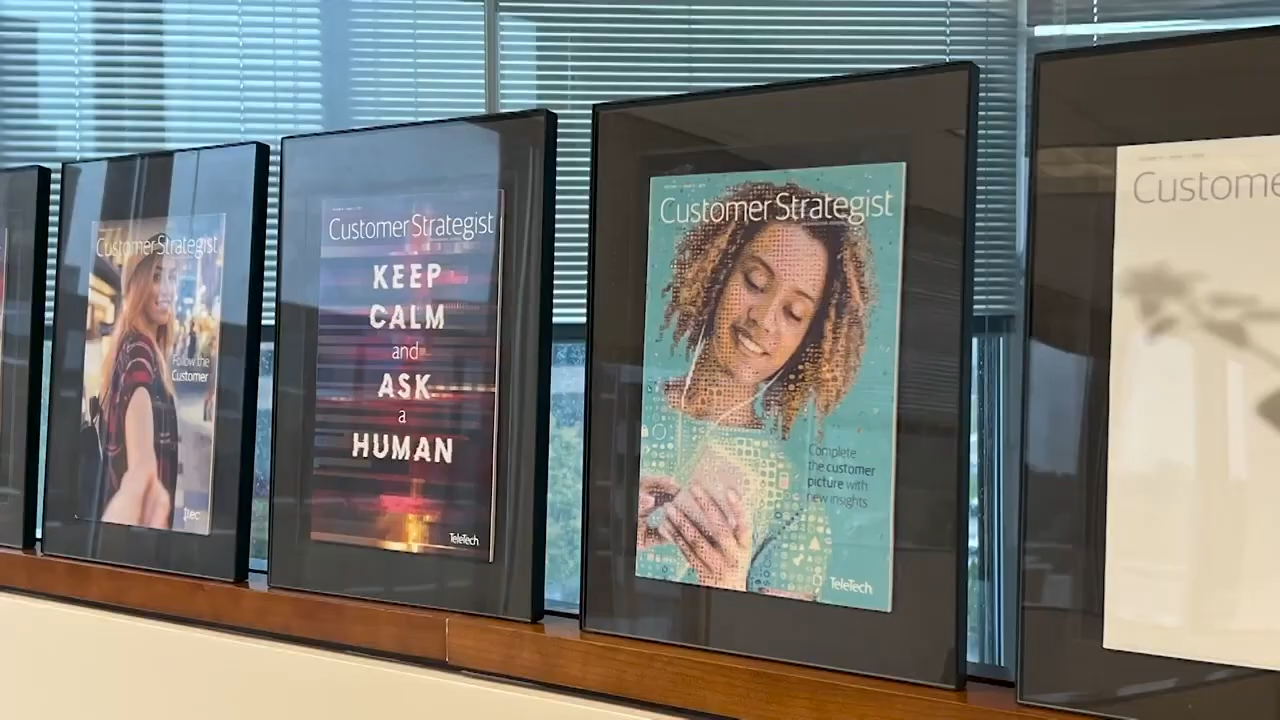 Customer Strategist
Follow the
Customer
ttec
Customer Strategist
KEEP
CALM
and
ASK
a
HUMAN
TeleTech
Customer Strategist
Complete
the customer
picture with
new insights
TeleTech
Custome